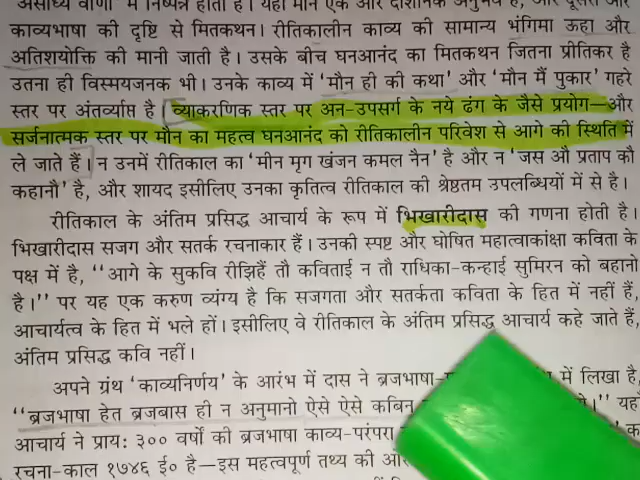 असाध्य वीणा' में निष्पन्न होता है। यहाँ मौन एक ओर दार्शनिक अनुभव है, और दूसरी ओर
काव्यभाषा की दृष्टि से मितकथन। रीतिकालीन काव्य की सामान्य भंगिमा ऊहा और
अतिशयोक्ति की मानी जाती है। उसके बीच घनआनंद का मितकथन जितना प्रीतिकर है
उतना ही विस्मयजनक भी। उनके काव्य में 'मौन ही की कथा' और 'मौन मैं पुकार' गहरे
स्तर पर अंतर्व्याप्त है। व्याकरणिक स्तर पर अन-उपसर्ग के नये ढंग के जैसे प्रयोग—और
सर्जनात्मक स्तर पर मौन का महत्व घनआनंद को रीतिकालीन परिवेश से आगे की स्थिति में
ले जाते हैं। न उनमें रीतिकाल का 'मीन मृग खंजन कमल नैन' है और न 'जस औ प्रताप को
कहानौ' है, और शायद इसीलिए उनका कृतित्व रीतिकाल की श्रेष्ठतम उपलब्धियों में से है।
रीतिकाल के अंतिम प्रसिद्ध आचार्य के रूप में भिखारीदास की गणना होती है।
भिखारीदास सजग और सतर्क रचनाकार हैं। उनकी स्पष्ट और घोषित महात्वाकांक्षा कविता के
पक्ष में है, “आगे के सुकवि रीझिहैं तौ कविताई न तौ राधिका-कन्हाई सुमिरन को बहानो
है।” पर यह एक करुण व्यंग्य है कि सजगता और सतर्कता कविता के हित में नहीं हैं,
आचार्यत्व के हित में भले हों। इसीलिए वे रीतिकाल के अंतिम प्रसिद्ध आचार्य कहे जाते हैं,
अंतिम प्रसिद्ध कवि नहीं।
अपने ग्रंथ 'काव्यनिर्णय' के आरंभ में दास ने ब्रजभाषा- में लिखा है,
“ब्रजभाषा हेत ब्रजबास ही न अनुमानो ऐसे ऐसे कबिन ।” यह
आचार्य ने प्राय: ३०० वर्षों की ब्रजभाषा काव्य-परंपरा
रचना-काल १७४६ ई० है—इस महत्वपूर्ण तथ्य की ओर